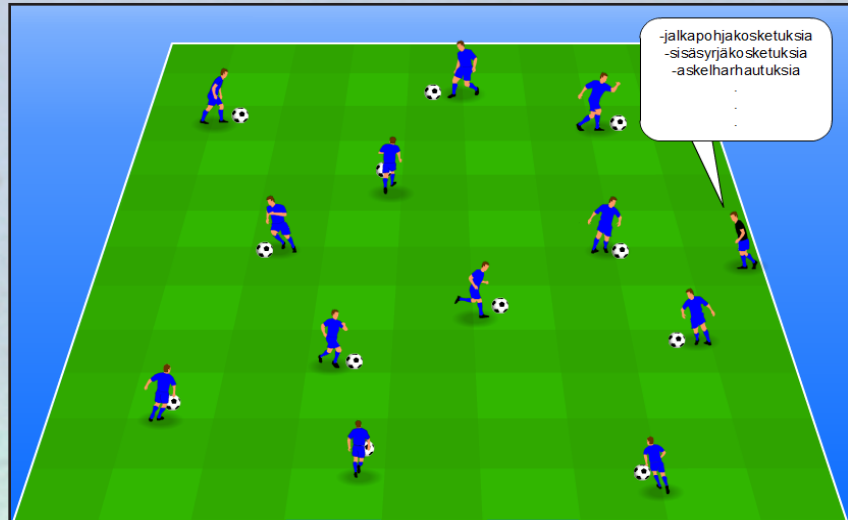 -jalkapohjakosketuksia
-sisäsyrjäkosketuksia
-askelharhautuksia
.
.
.